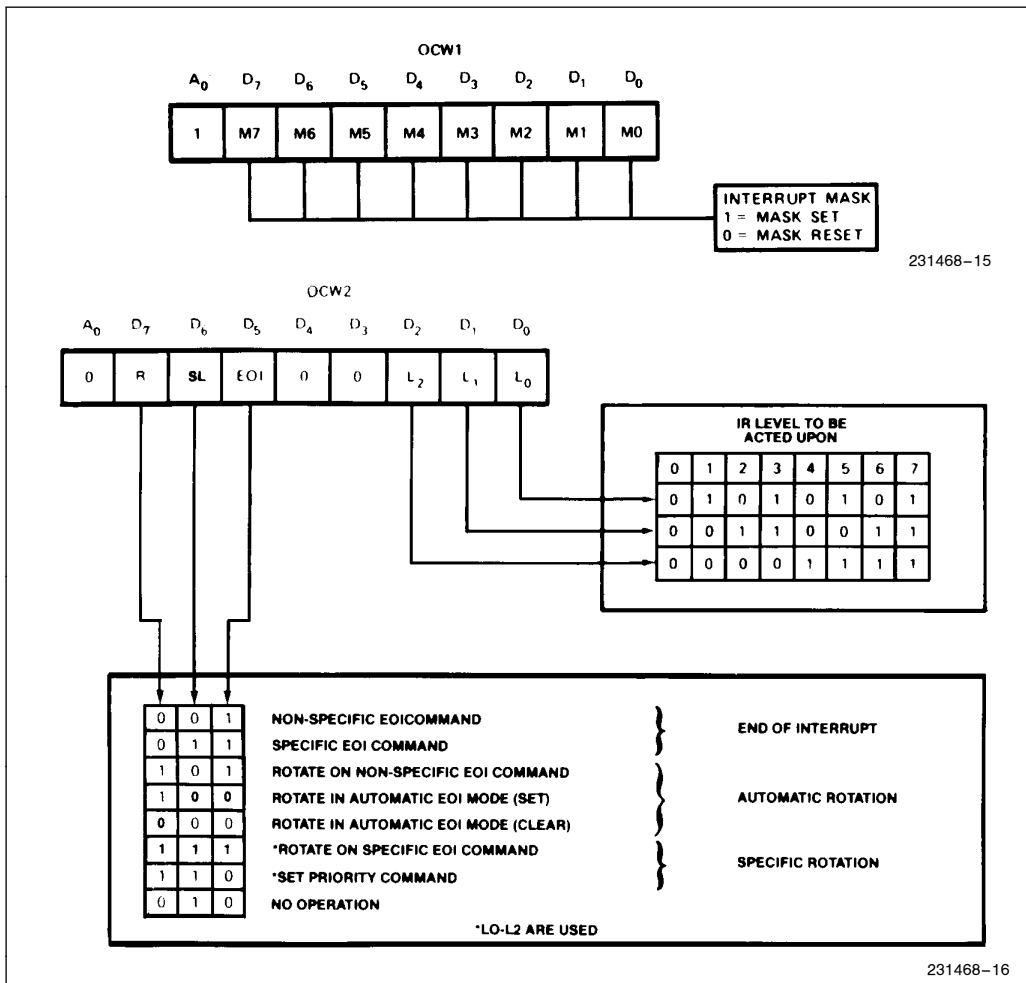 OCW1
A0 D7 D6 D5 D4 D3 D2 D1 D0
1 M7 M6 M5 M4 M3 M2 M1 M0
INTERRUPT MASK
1 = MASK SET
0 = MASK RESET
231468–15
OCW2
A0 D7 D6 D5 D4 D3 D2 D1 D0
0 R SL EOI 0 0 L2 L1 L0
IR LEVEL TO BE
ACTED UPON
0 1 2 3 4 5 6 7
0 1 0 1 0 1 0 1
0 0 1 1 0 0 1 1
0 0 0 0 1 1 1 1
0 0 1 NON-SPECIFIC EOICOMMAND
0 1 1 SPECIFIC EOI COMMAND
END OF INTERRUPT
1 0 1 ROTATE ON NON-SPECIFIC EOI COMMAND
1 0 0 ROTATE IN AUTOMATIC EOI MODE (SET)
0 0 0 ROTATE IN AUTOMATIC EOI MODE (CLEAR)
AUTOMATIC ROTATION
1 1 1 *ROTATE ON SPECIFIC EOI COMMAND
1 1 0 *SET PRIORITY COMMAND
SPECIFIC ROTATION
0 1 0 NO OPERATION
*LO-L2 ARE USED
231468–16